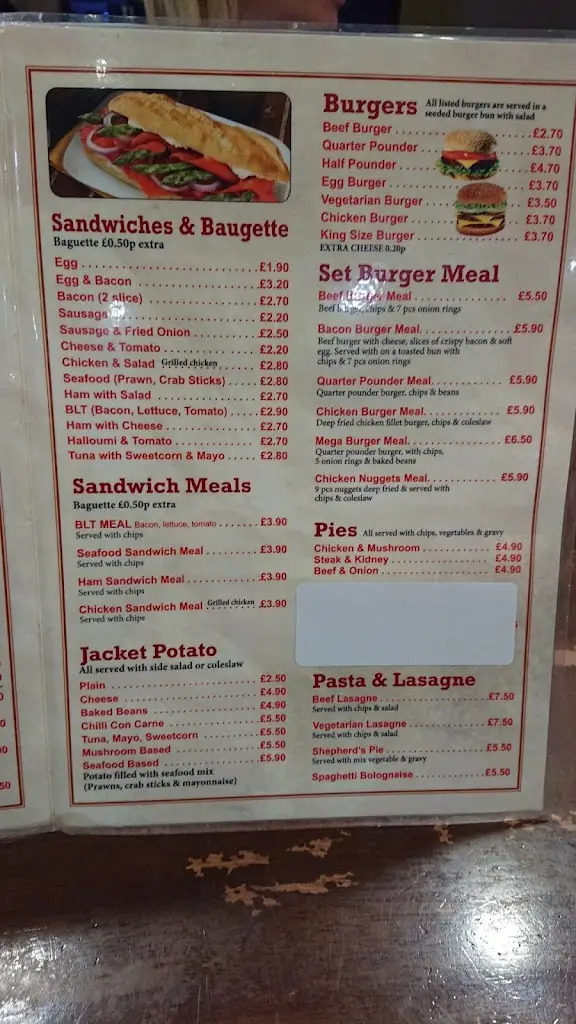 Sandwiches & Baugette
Baguette £0.50p extra
Egg £1.90
Egg & Bacon £3.20
Bacon (2 slice) £2.70
Sausage £2.20
Sausage & Fried Onion £2.50
Cheese & Tomato £2.20
Chicken & Salad Grilled chicken £2.80
Seafood (Prawn, Crab Sticks) £2.80
Ham with Salad £2.70
BLT (Bacon, Lettuce, Tomato) £2.90
Ham with Cheese £2.70
Halloumi & Tomato £2.70
Tuna with Sweetcorn & Mayo £2.80
Sandwich Meals
Baguette £0.50p extra
BLT MEAL Bacon, lettuce, tomato £3.90
Served with chips
Seafood Sandwich Meal £3.90
Served with chips
Ham Sandwich Meal £3.90
Served with chips
Chicken Sandwich Meal Grilled chicken £3.90
Served with chips
Jacket Potato
All served with side salad or coleslaw
Plain £2.50
Cheese £4.90
Baked Beans £4.90
Chilli Con Carne £5.50
Tuna, Mayo, Sweetcorn £5.50
Mushroom Based £5.50
Seafood Based £5.90
Potato filled with seafood mix
(Prawns, crab sticks & mayonnaise)
Burgers All listed burgers are served in a
seeded burger bun with salad
Beef Burger £2.70
Quarter Pounder £3.70
Half Pounder £4.70
Egg Burger £3.70
Vegetarian Burger £3.50
Chicken Burger £3.70
King Size Burger £3.70
EXTRA CHEESE 0.20p
Set Burger Meal
Beef Burger Meal £5.50
Beef burger, chips & 7 pcs onion rings
Bacon Burger Meal £5.90
Beef burger with cheese, slices of crispy bacon & soft
egg. Served with on a toasted bun with
chips & 7 pcs onion rings
Quarter Pounder Meal £5.90
Quarter pounder burger, chips & beans
Chicken Burger Meal £5.90
Deep fried chicken fillet burger, chips & coleslaw
Mega Burger Meal £6.50
Quarter pounder burger, with chips,
5 onion rings & baked beans
Chicken Nuggets Meal £5.90
9 pcs nuggets deep fried & served with
chips & coleslaw
Pies All served with chips, vegetables & gravy
Chicken & Mushroom £4.90
Steak & Kidney £4.90
Beef & Onion £4.90
Pasta & Lasagne
Beef Lasagne £7.50
Served with chips & salad
Vegetarian Lasagne £7.50
Served with chips & salad
Shepherd's Pie £5.50
Served with mix vegetable & gravy
Spaghetti Bolognaise £5.50